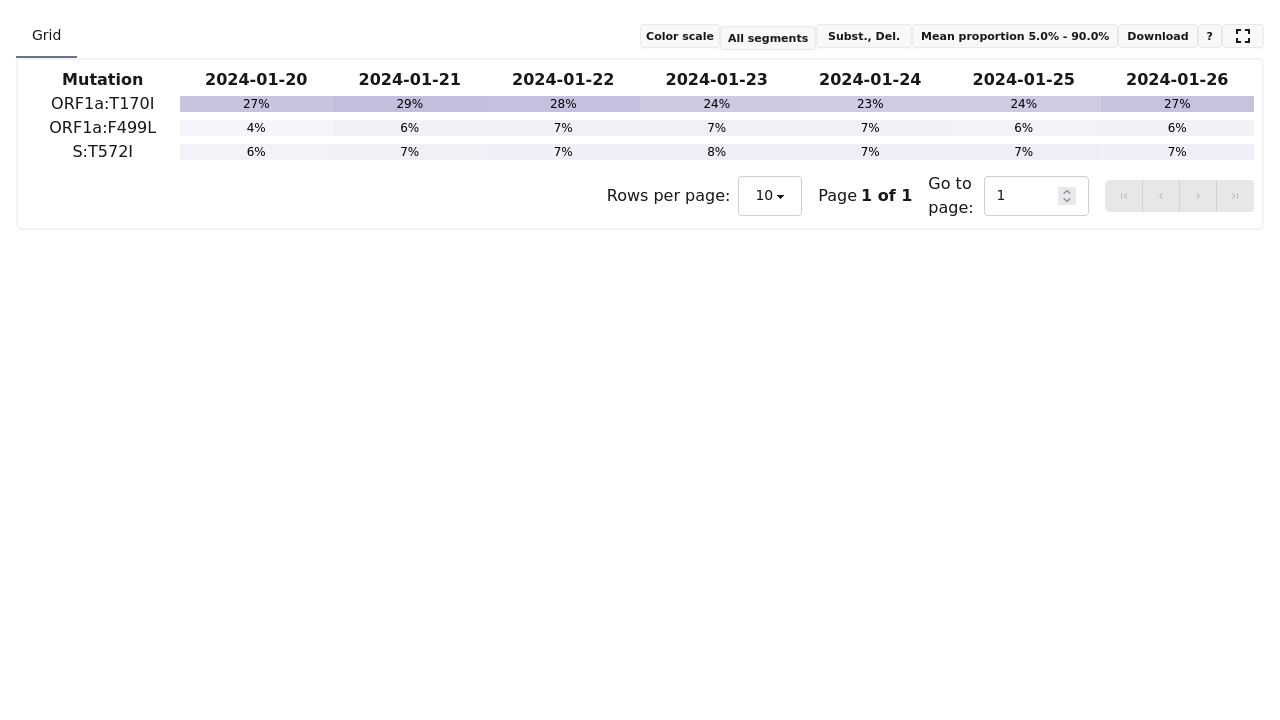 Grid
Color scale
All segments
Subst., Del.
Mean proportion 5.0% - 90.0%
Download
?
Mutation 2024-01-20 2024-01-21 2024-01-22 2024-01-23 2024-01-24 2024-01-25 2024-01-26
ORF1a:T170I 27% 29% 28% 24% 23% 24% 27%
ORF1a:F499L 4% 6% 7% 7% 7% 6% 6%
S:T572I 6% 7% 7% 8% 7% 7% 7%
Rows per page: 10 Page 1 of 1 Go to page: 1